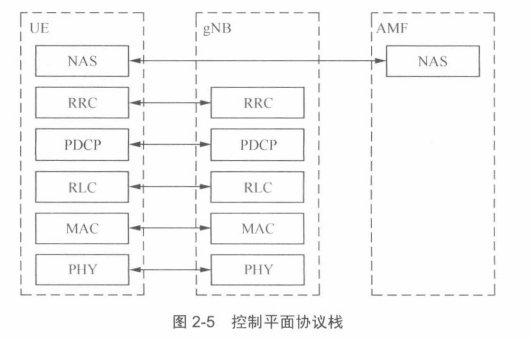 UE gNB AMF
NAS NAS
RRC RRC
PDCP PDCP
RLC RLC
MAC MAC
PHY PHY
图 2-5 控制平面协议栈